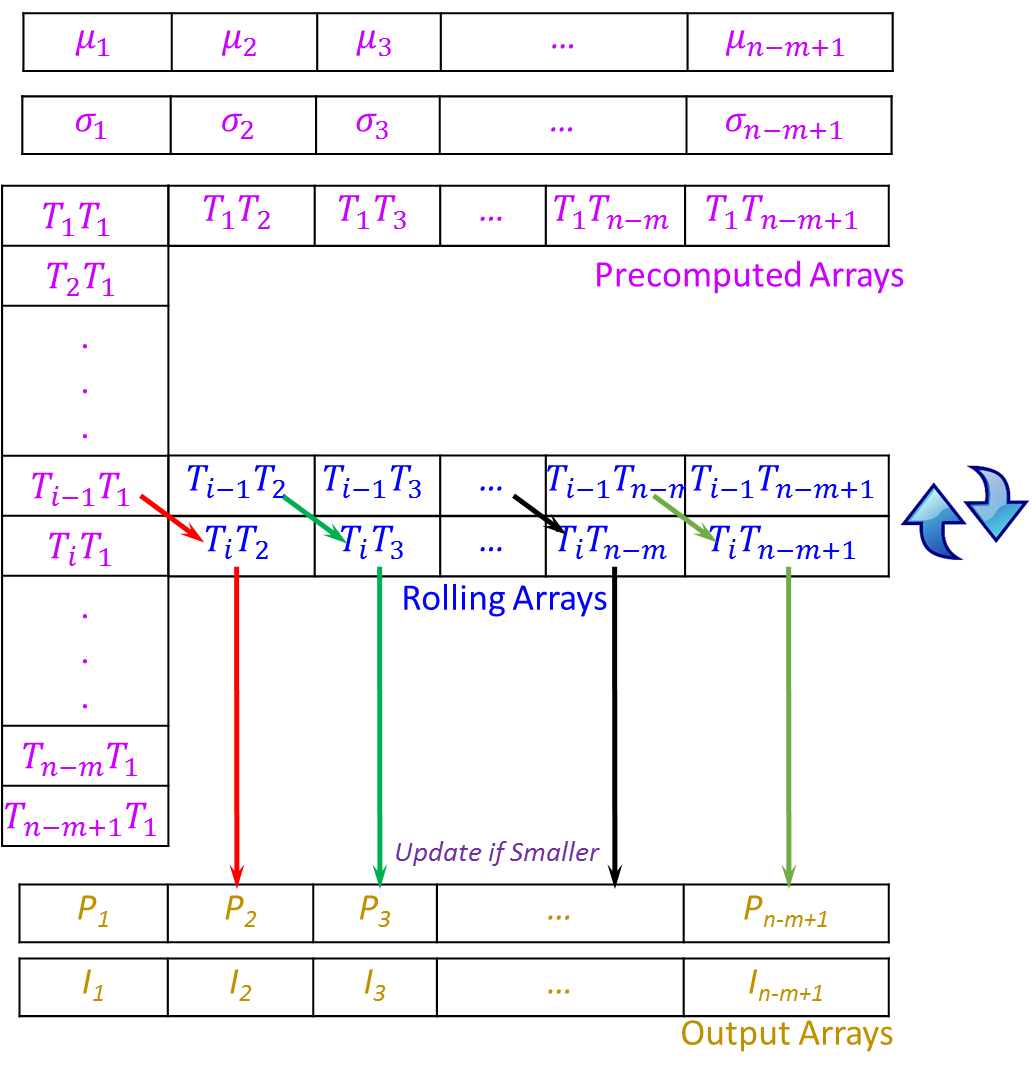 μ₁ μ₂ μ₃ … μₙ₋ₘ₊₁
σ₁ σ₂ σ₃ … σₙ₋ₘ₊₁
T₁T₁ T₁T₂ T₁T₃ … T₁Tₙ₋ₘ T₁Tₙ₋ₘ₊₁
T₂T₁
Precomputed Arrays
.
.
.
Tᵢ₋₁T₁ Tᵢ₋₁T₂ Tᵢ₋₁T₃ … Tᵢ₋₁Tₙ₋ₘ Tᵢ₋₁Tₙ₋ₘ₊₁
TᵢT₁ TᵢT₂ TᵢT₃ … TᵢTₙ₋ₘ TᵢTₙ₋ₘ₊₁
Rolling Arrays
.
.
.
Tₙ₋ₘT₁
Tₙ₋ₘ₊₁T₁
Update if Smaller
P₁ P₂ P₃ … Pₙ₋ₘ₊₁
I₁ I₂ I₃ … Iₙ₋ₘ₊₁
Output Arrays